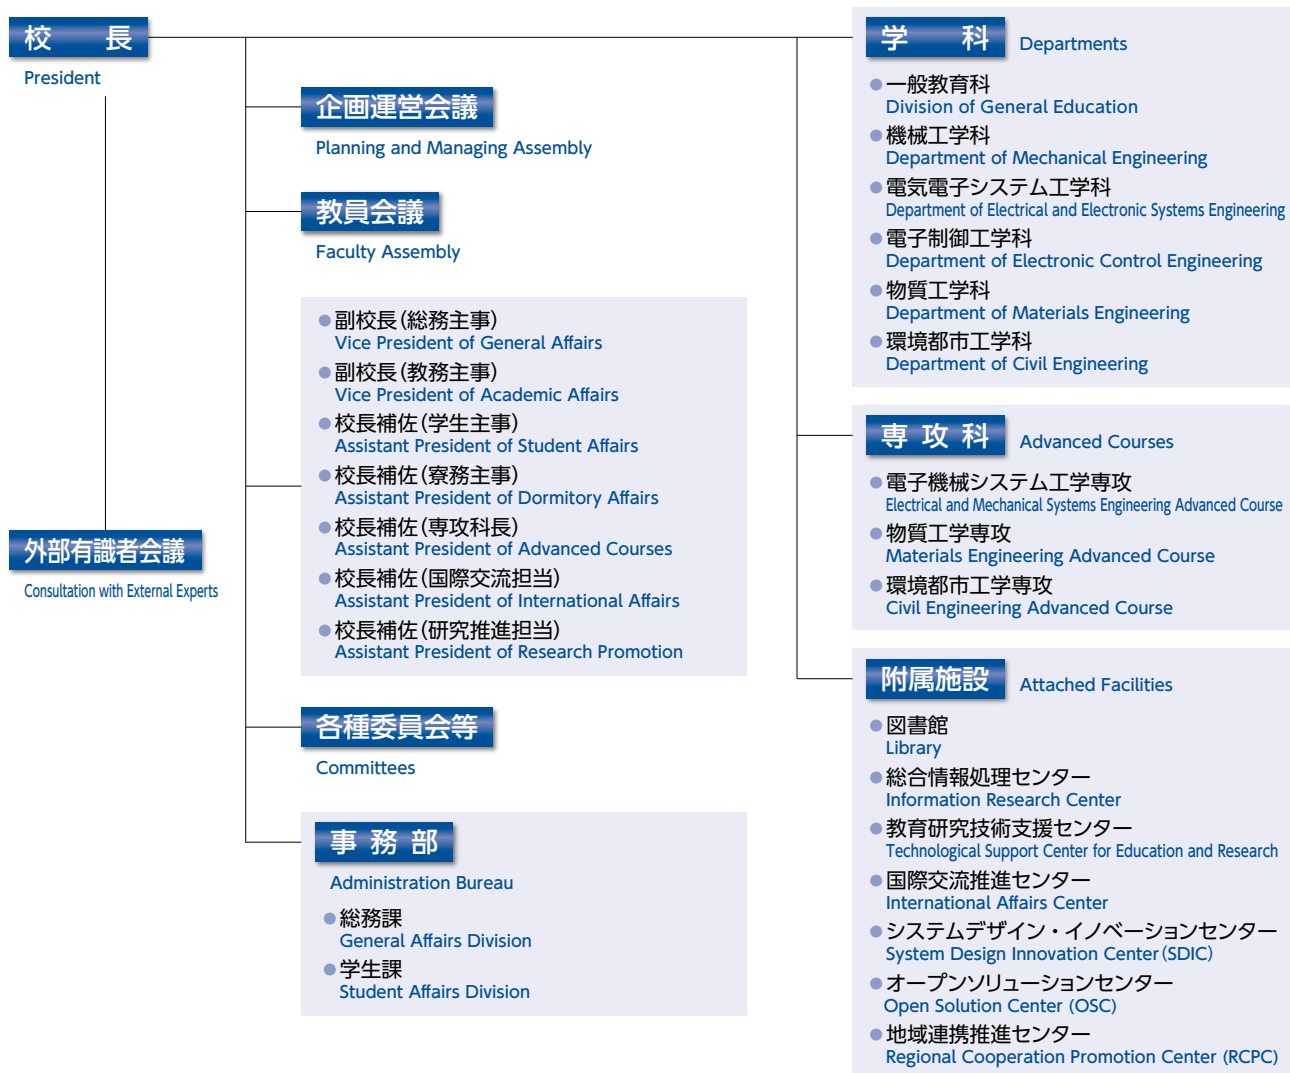 校 長
President
外部有識者会議
Consultation with External Experts
企画運営会議
Planning and Managing Assembly
教員会議
Faculty Assembly
●副校長(総務主事)
Vice President of General Affairs
●副校長(教務主事)
Vice President of Academic Affairs
●校長補佐(学生主事)
Assistant President of Student Affairs
●校長補佐(寮務主事)
Assistant President of Dormitory Affairs
●校長補佐(専攻科長)
Assistant President of Advanced Courses
●校長補佐(国際交流担当)
Assistant President of International Affairs
●校長補佐(研究推進担当)
Assistant President of Research Promotion
各種委員会等
Committees
事 務 部
Administration Bureau
●総務課
General Affairs Division
●学生課
Student Affairs Division
学 科 Departments
●一般教育科
Division of General Education
●機械工学科
Department of Mechanical Engineering
●電気電子システム工学科
Department of Electrical and Electronic Systems Engineering
●電子制御工学科
Department of Electronic Control Engineering
●物質工学科
Department of Materials Engineering
●環境都市工学科
Department of Civil Engineering
専 攻 科 Advanced Courses
●電子機械システム工学専攻
Electrical and Mechanical Systems Engineering Advanced Course
●物質工学専攻
Materials Engineering Advanced Course
●環境都市工学専攻
Civil Engineering Advanced Course
附属施設 Attached Facilities
●図書館
Library
●総合情報処理センター
Information Research Center
●教育研究技術支援センター
Technological Support Center for Education and Research
●国際交流推進センター
International Affairs Center
●システムデザイン・イノベーションセンター
System Design Innovation Center(SDIC)
●オープンソリューションセンター
Open Solution Center (OSC)
●地域連携推進センター
Regional Cooperation Promotion Center (RCPC)